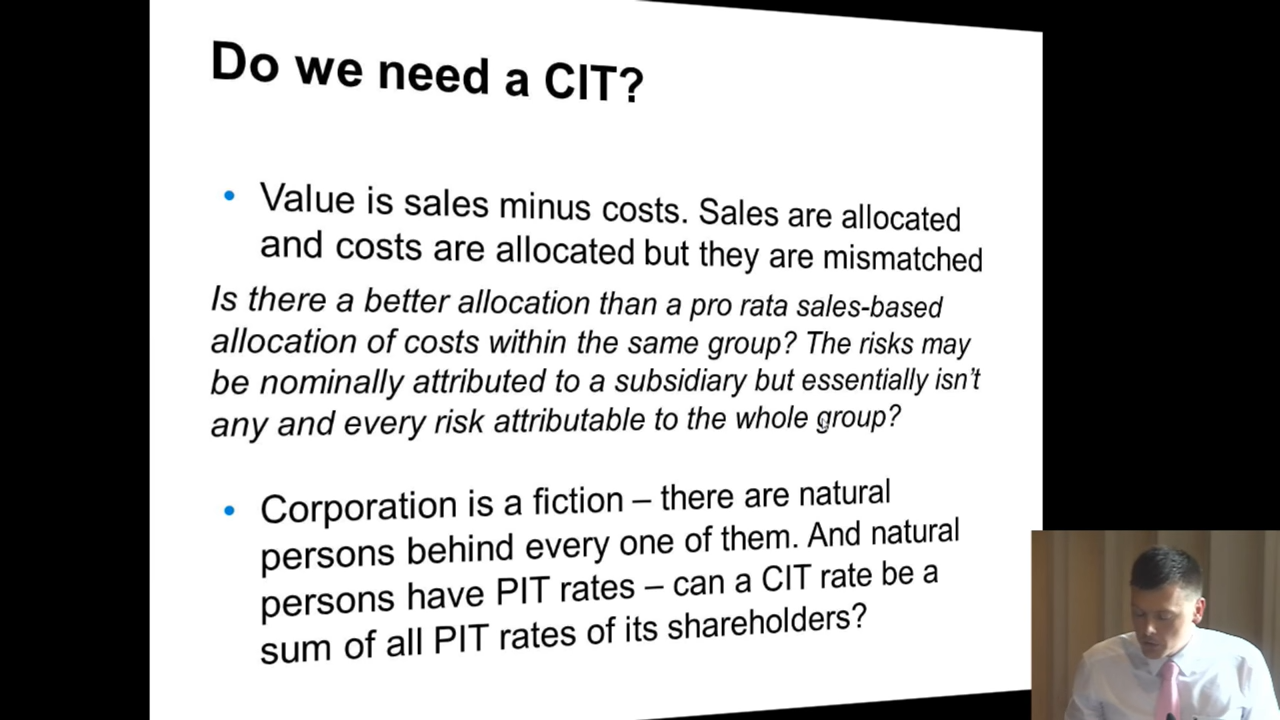 Do we need a CIT?
• Value is sales minus costs. Sales are allocated
and costs are allocated but they are mismatched
Is there a better allocation than a pro rata sales-based
allocation of costs within the same group? The risks may
be nominally attributed to a subsidiary but essentially isn't
any and every risk attributable to the whole group?
• Corporation is a fiction – there are natural
persons behind every one of them. And natural
persons have PIT rates – can a CIT rate be a
sum of all PIT rates of its shareholders?